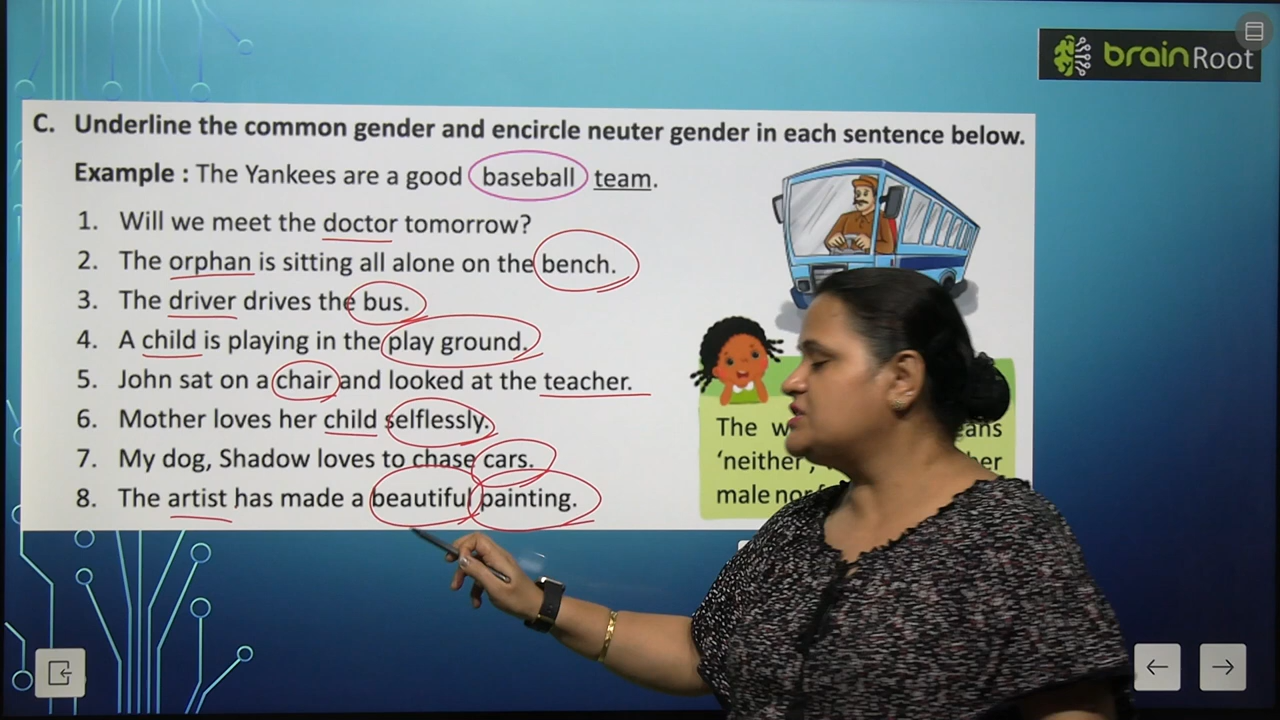 brainRoot
C. Underline the common gender and encircle neuter gender in each sentence below.
Example : The Yankees are a good baseball team.
1. Will we meet the doctor tomorrow?
2. The orphan is sitting all alone on the bench.
3. The driver drives the bus.
4. A child is playing in the play ground.
5. John sat on a chair and looked at the teacher.
6. Mother loves her child selflessly.
7. My dog, Shadow loves to chase cars.
8. The artist has made a beautiful painting.
The
'neither',
male nor